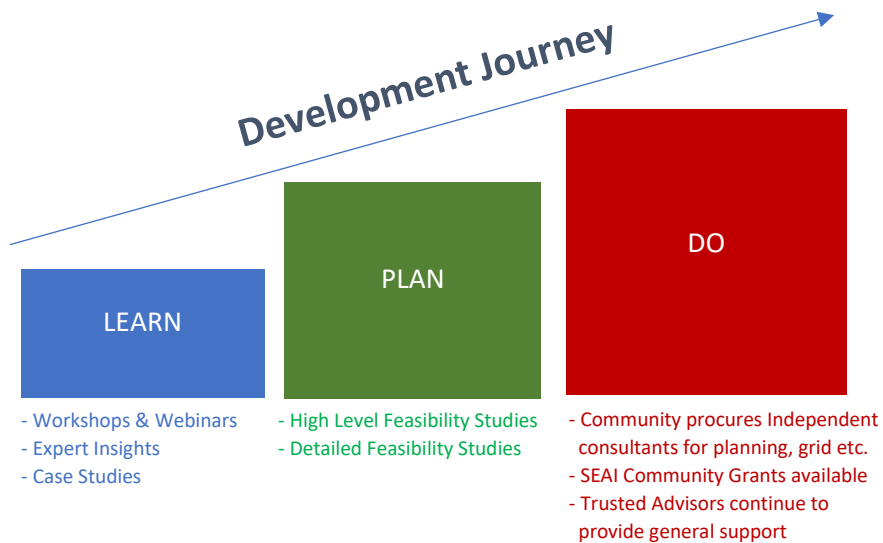 Development Journey
LEARN
PLAN
DO
- Workshops & Webinars
- Expert Insights
- Case Studies
- High Level Feasibility Studies
- Detailed Feasibility Studies
- Community procures Independent
consultants for planning, grid etc.
- SEAI Community Grants available
- Trusted Advisors continue to
provide general support